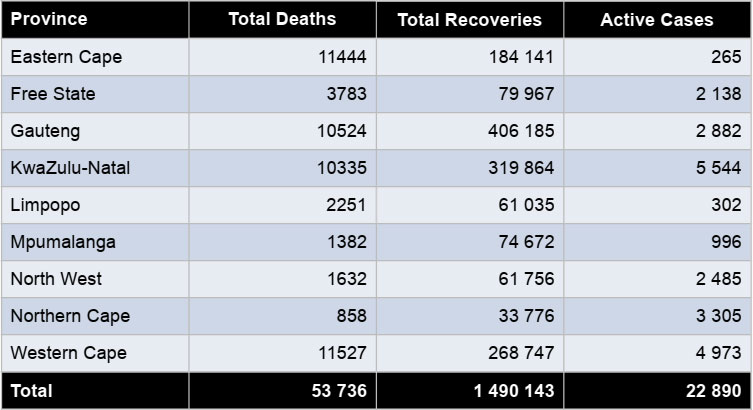 Province Total Deaths Total Recoveries Active Cases
Eastern Cape 11444 184 141 265
Free State 3783 79 967 2 138
Gauteng 10524 406 185 2 882
KwaZulu-Natal 10335 319 864 5 544
Limpopo 2251 61 035 302
Mpumalanga 1382 74 672 996
North West 1632 61 756 2 485
Northern Cape 858 33 776 3 305
Western Cape 11527 268 747 4 973
Total 53 736 1 490 143 22 890